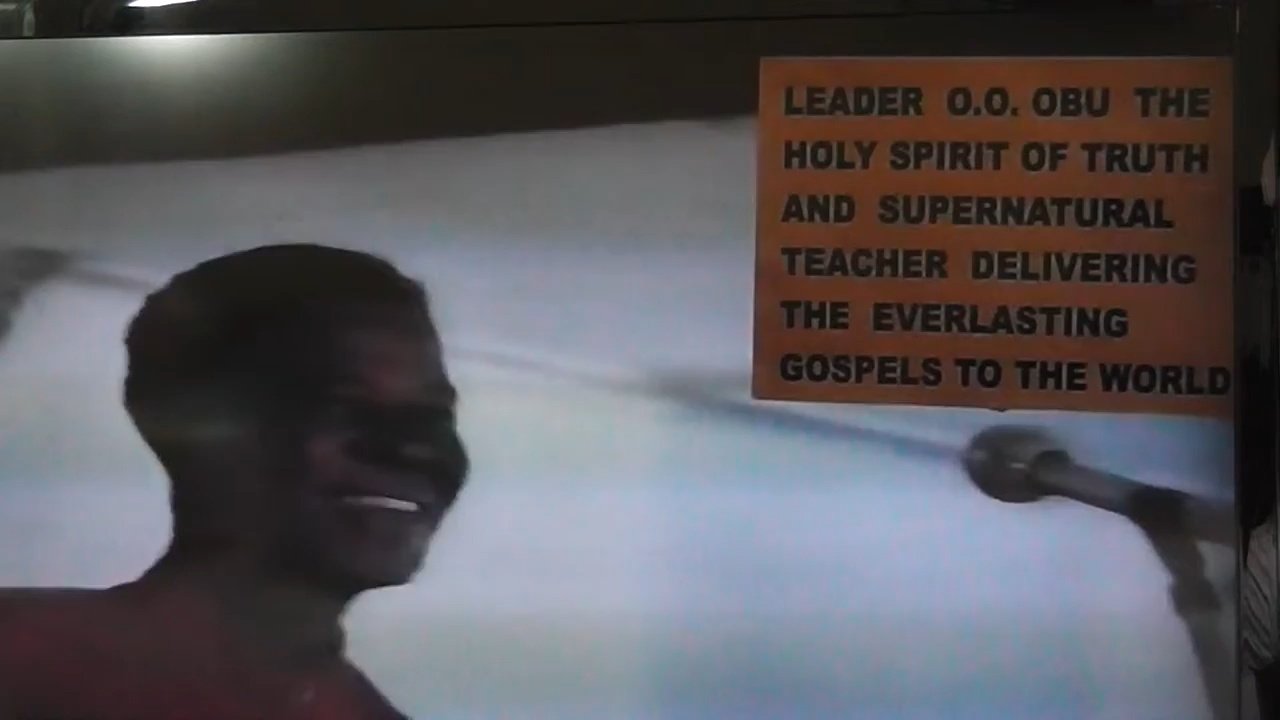 LEADER O.O. OBU THE
HOLY SPIRIT OF TRUTH
AND SUPERNATURAL
TEACHER DELIVERING
THE EVERLASTING
GOSPELS TO THE WORLD